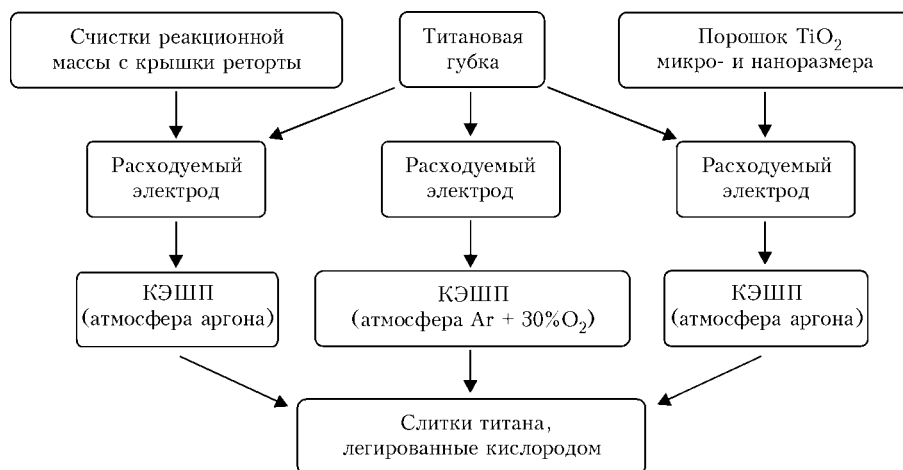 Счистки реакционной
массы с крышки реторты
Титановая
губка
Порошок TiO₂
микро- и наноразмера
Расходуемый
электрод
Расходуемый
электрод
Расходуемый
электрод
КЭШП
(атмосфера аргона)
КЭШП
(атмосфера Ar + 30%O₂)
КЭШП
(атмосфера аргона)
Слитки титана,
легированные кислородом